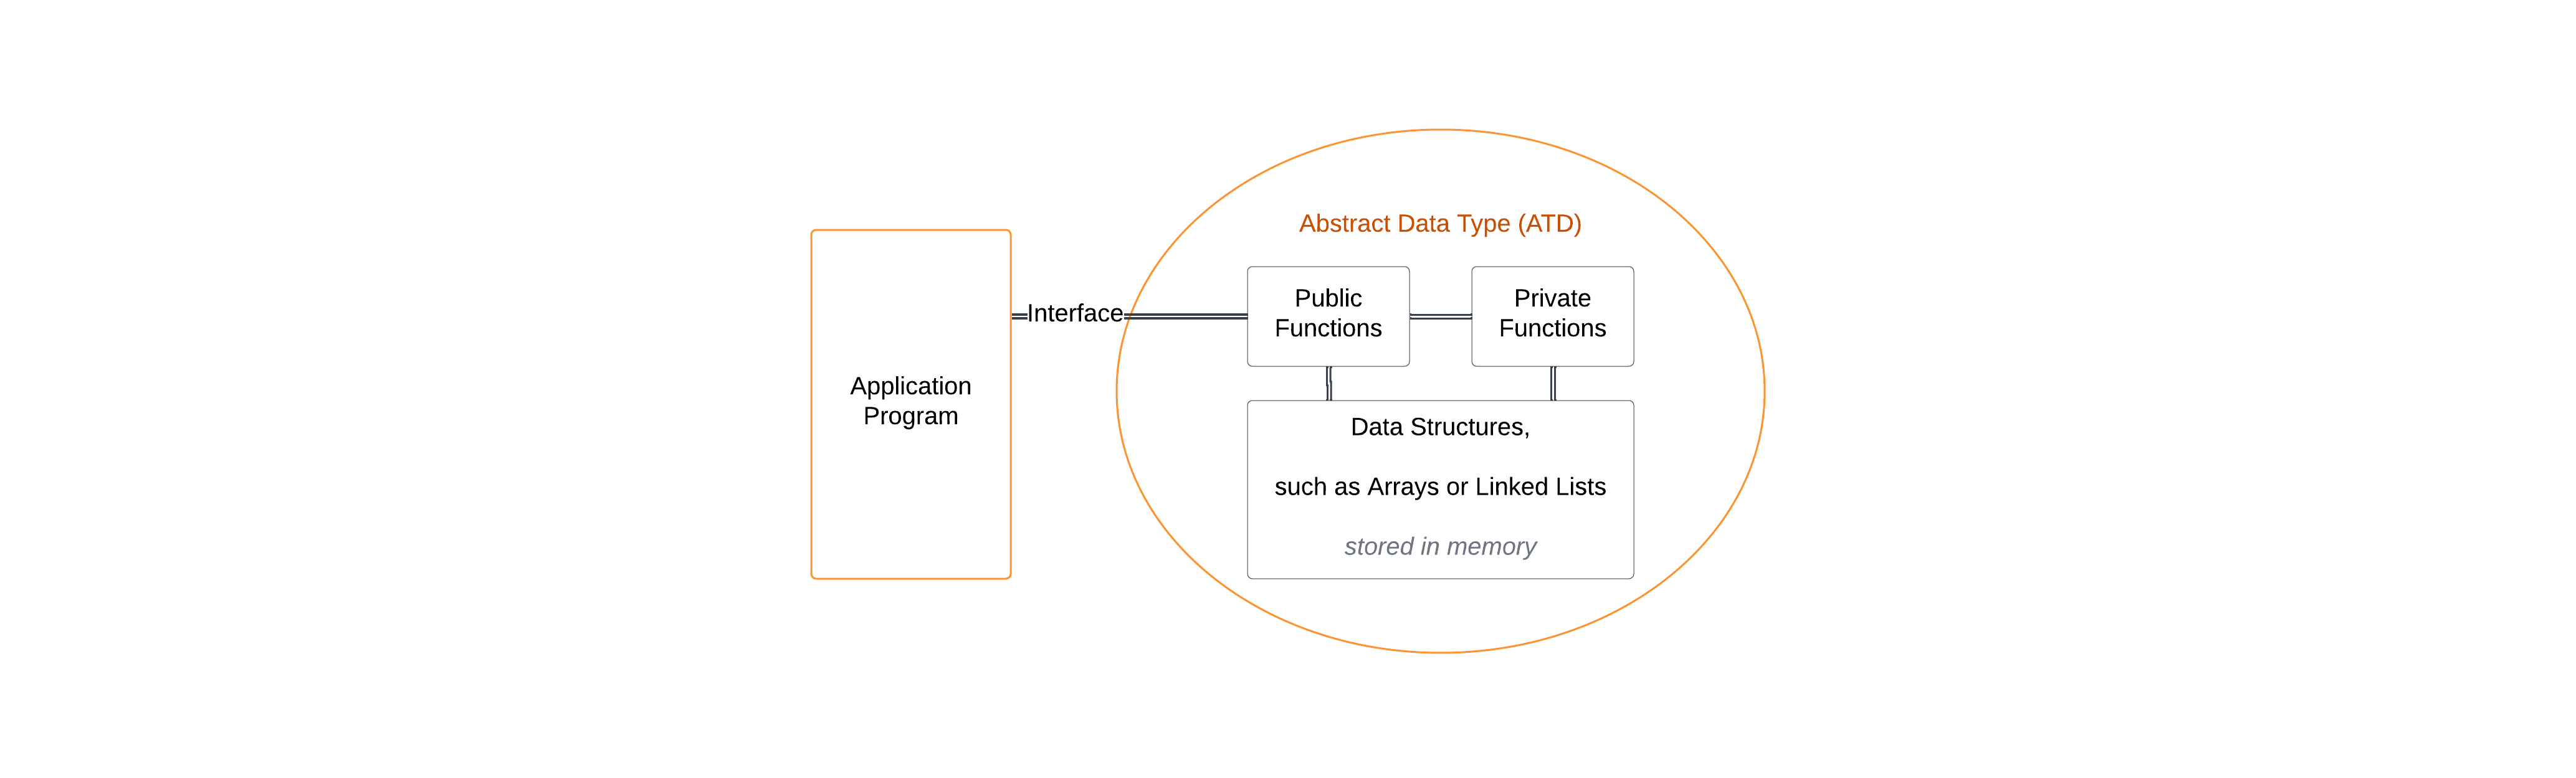 Abstract Data Type (ATD)
Interface
Public
Functions
Private
Functions
Application
Program
Data Structures,
such as Arrays or Linked Lists
stored in memory